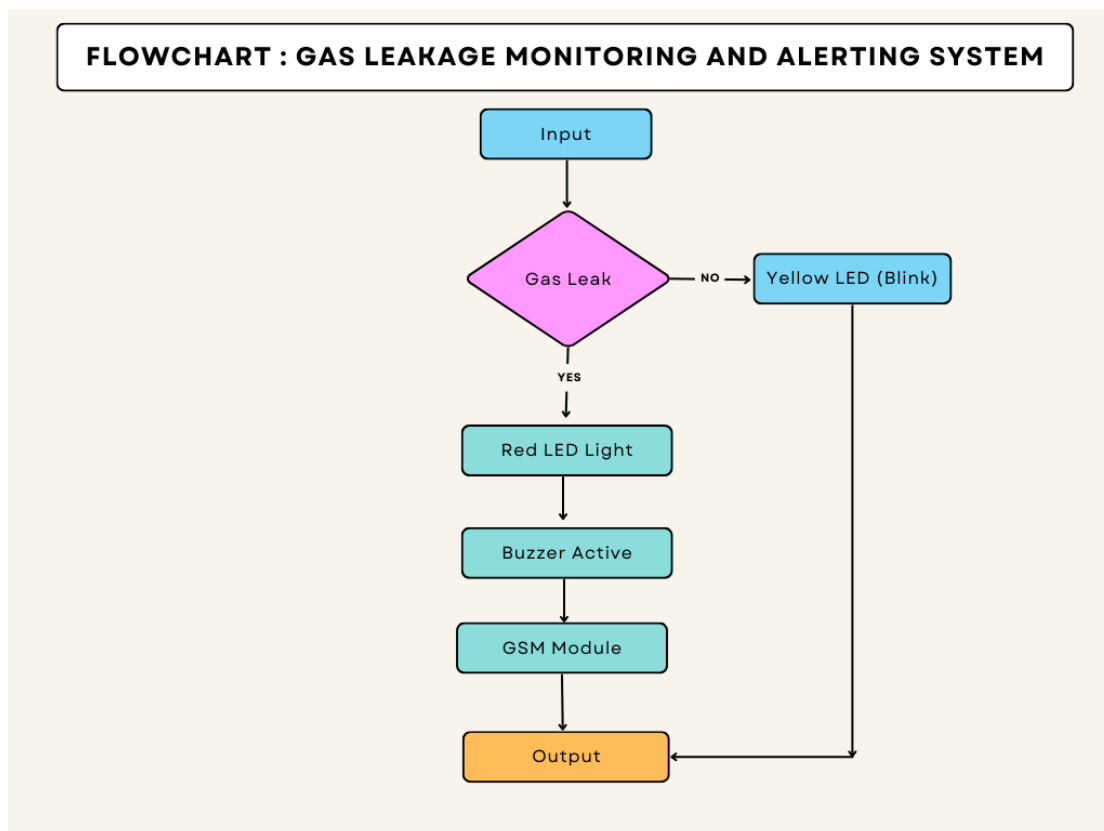 FLOWCHART : GAS LEAKAGE MONITORING AND ALERTING SYSTEM
Input
Gas Leak
NO
Yellow LED (Blink)
YES
Red LED Light
Buzzer Active
GSM Module
Output